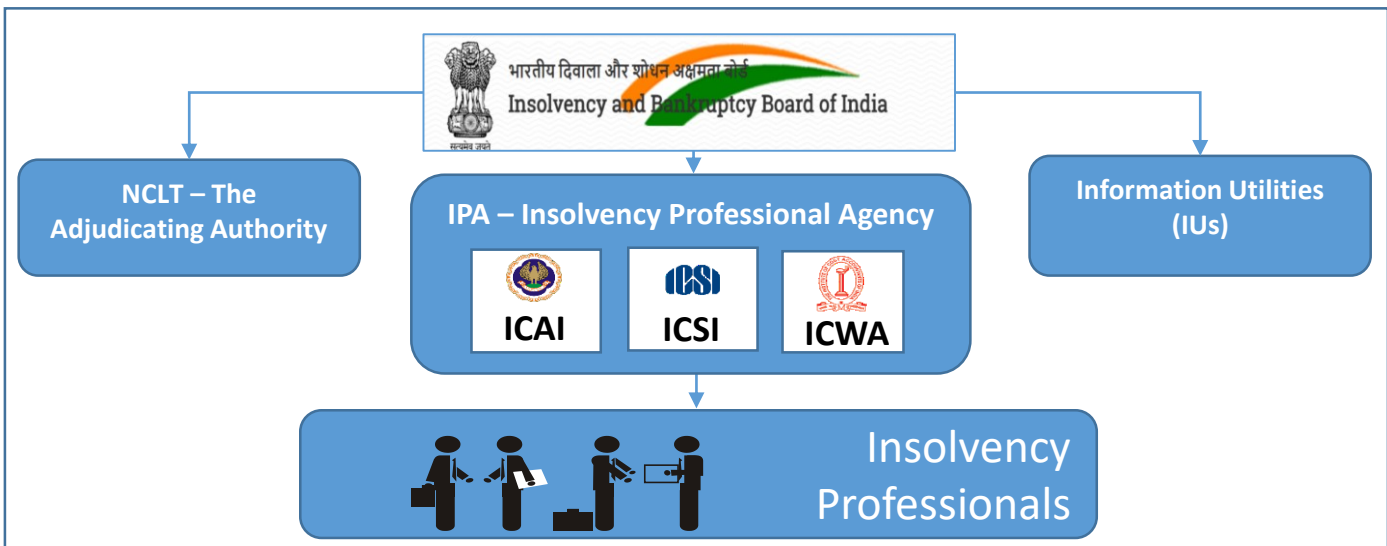 भारतीय दिवाला और शोधन अक्षमता बोर्ड
Insolvency and Bankruptcy Board of India
सत्यमेव जयते
NCLT – The
Adjudicating Authority
IPA – Insolvency Professional Agency
ICAI
ICSI
ICSI
ICWA
Information Utilities
(IUs)
Insolvency
Professionals